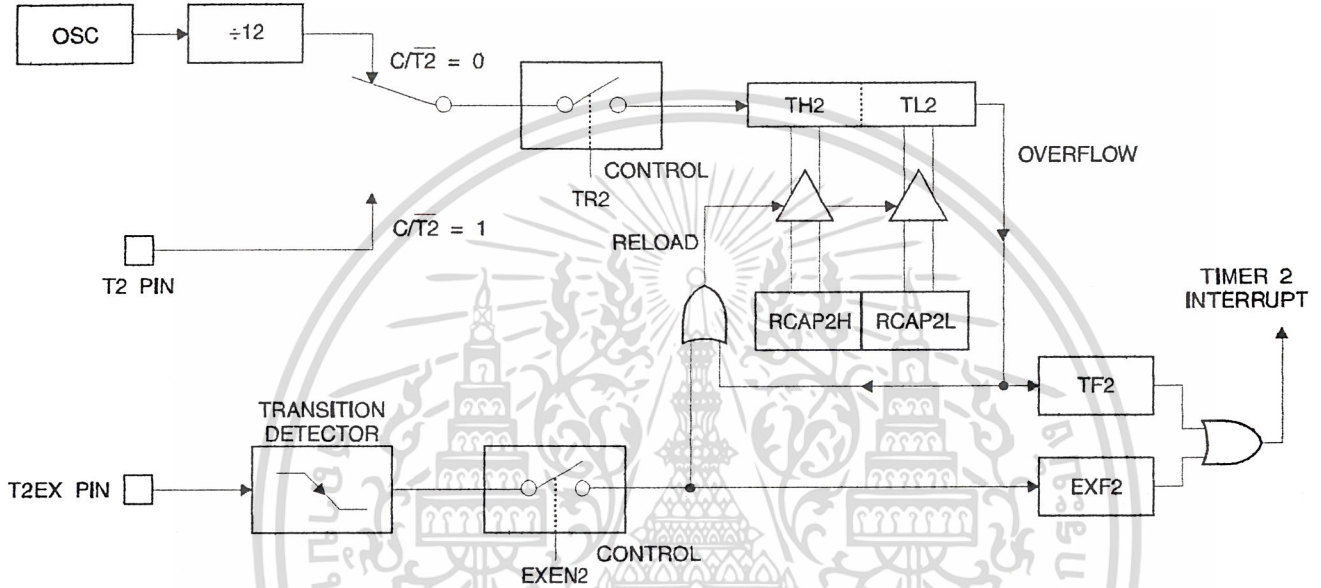 OSC
÷12
C/T2 = 0
TH2
TL2
OVERFLOW
CONTROL
TR2
C/T2 = 1
RELOAD
T2 PIN
TIMER 2
INTERRUPT
RCAP2H
RCAP2L
TF2
TRANSITION
DETECTOR
T2EX PIN
EXF2
CONTROL
EXEN2